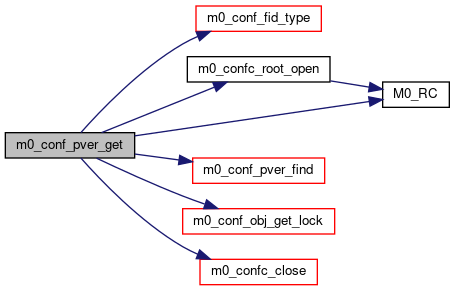 m0_conf_fid_type
m0_confc_root_open
M0_RC
m0_conf_pver_get
m0_conf_pver_find
m0_conf_obj_get_lock
m0_confc_close